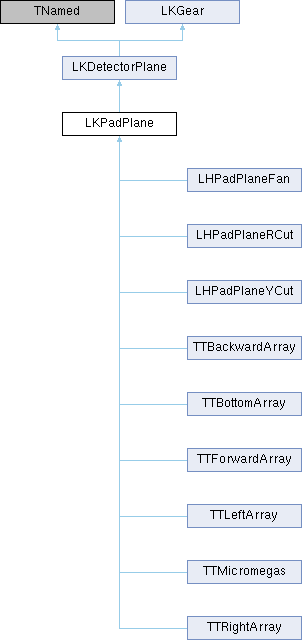 TNamed
LKGear
LKDetectorPlane
LKPadPlane
LHPadPlaneFan
LHPadPlaneRCut
LHPadPlaneYCut
TTBackwardArray
TTBottomArray
TTForwardArray
TTLeftArray
TTMicromegas
TTRightArray